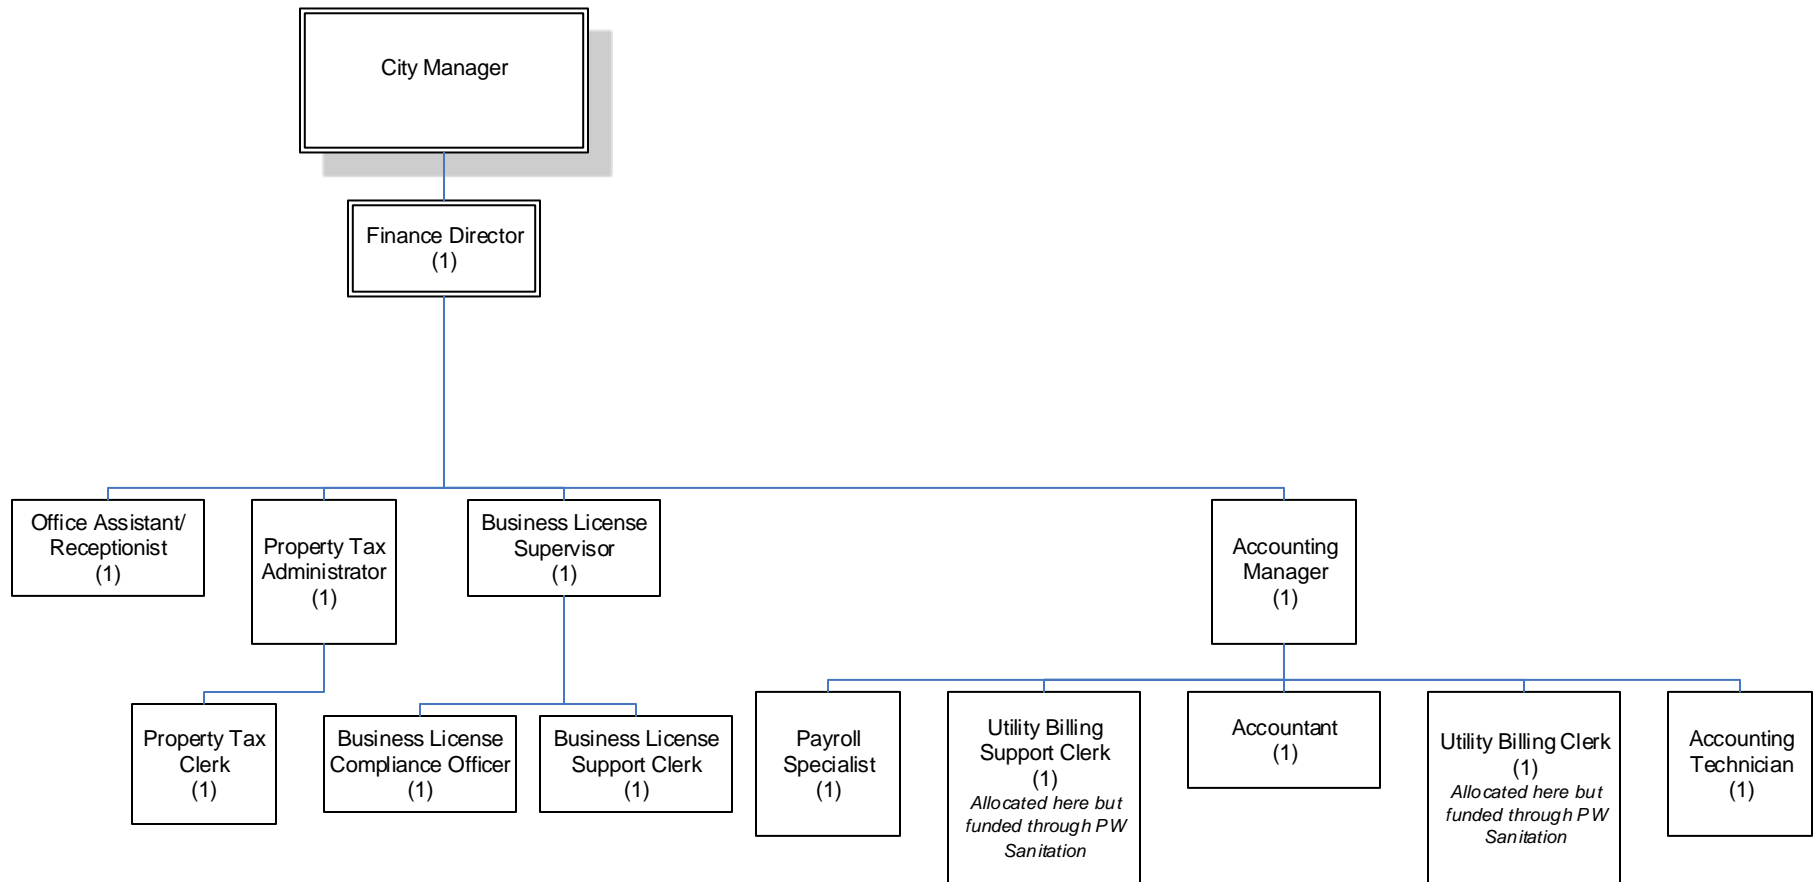 City Manager
Finance Director
(1)
Office Assistant/
Receptionist
(1)
Property Tax
Administrator
(1)
Business License
Supervisor
(1)
Accounting
Manager
(1)
Property Tax
Clerk
(1)
Business License
Compliance Officer
(1)
Business License
Support Clerk
(1)
Payroll
Specialist
(1)
Utility Billing
Support Clerk
(1)
Allocated here but
funded through PW
Sanitation
Accountant
(1)
Utility Billing Clerk
(1)
Allocated here but
funded through PW
Sanitation
Accounting
Technician
(1)